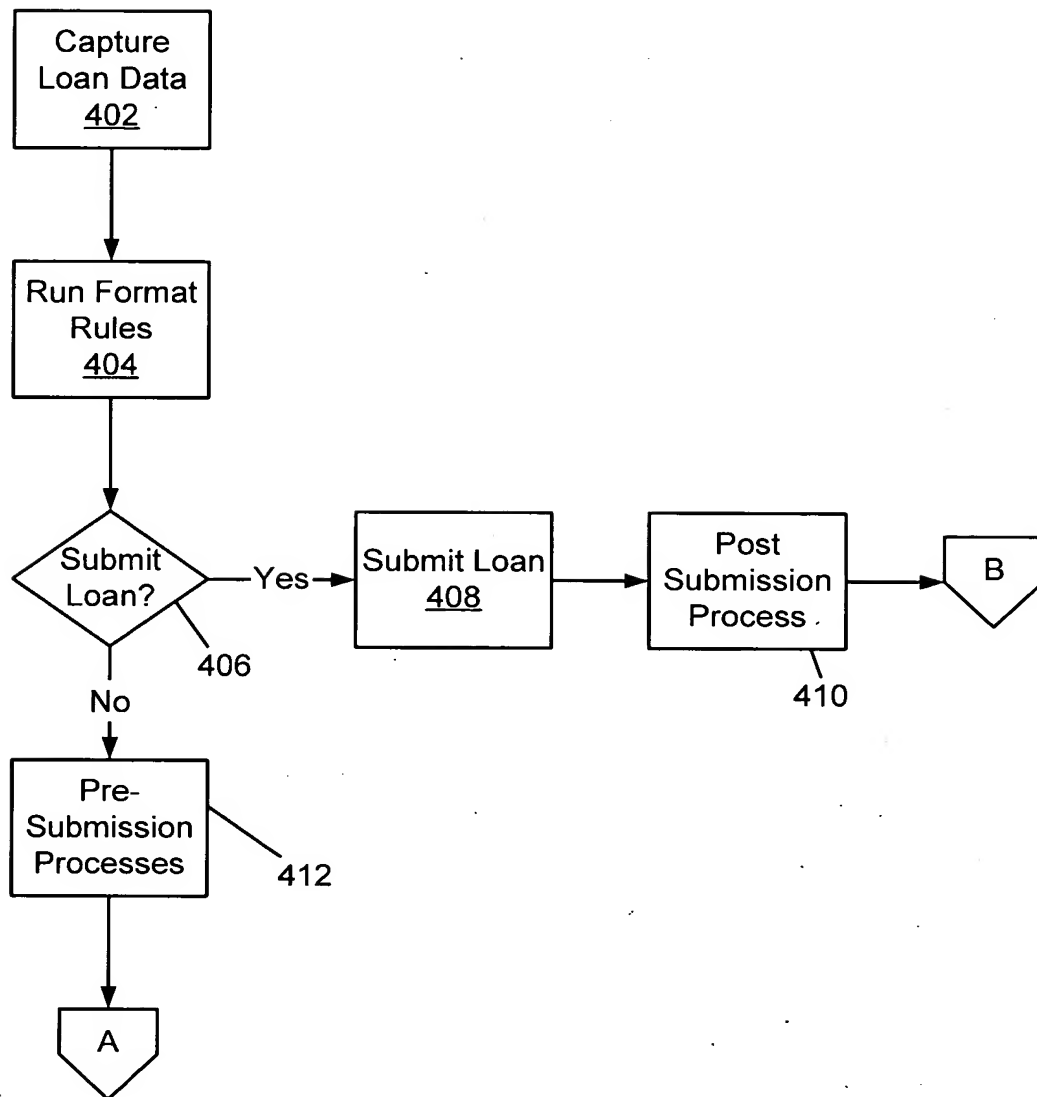 Capture
Loan Data
402
Run Format
Rules
404
Submit
Loan?
406
Yes
Submit Loan
408
Post
Submission
Process
410
B
No
Pre-
Submission
Processes
412
A